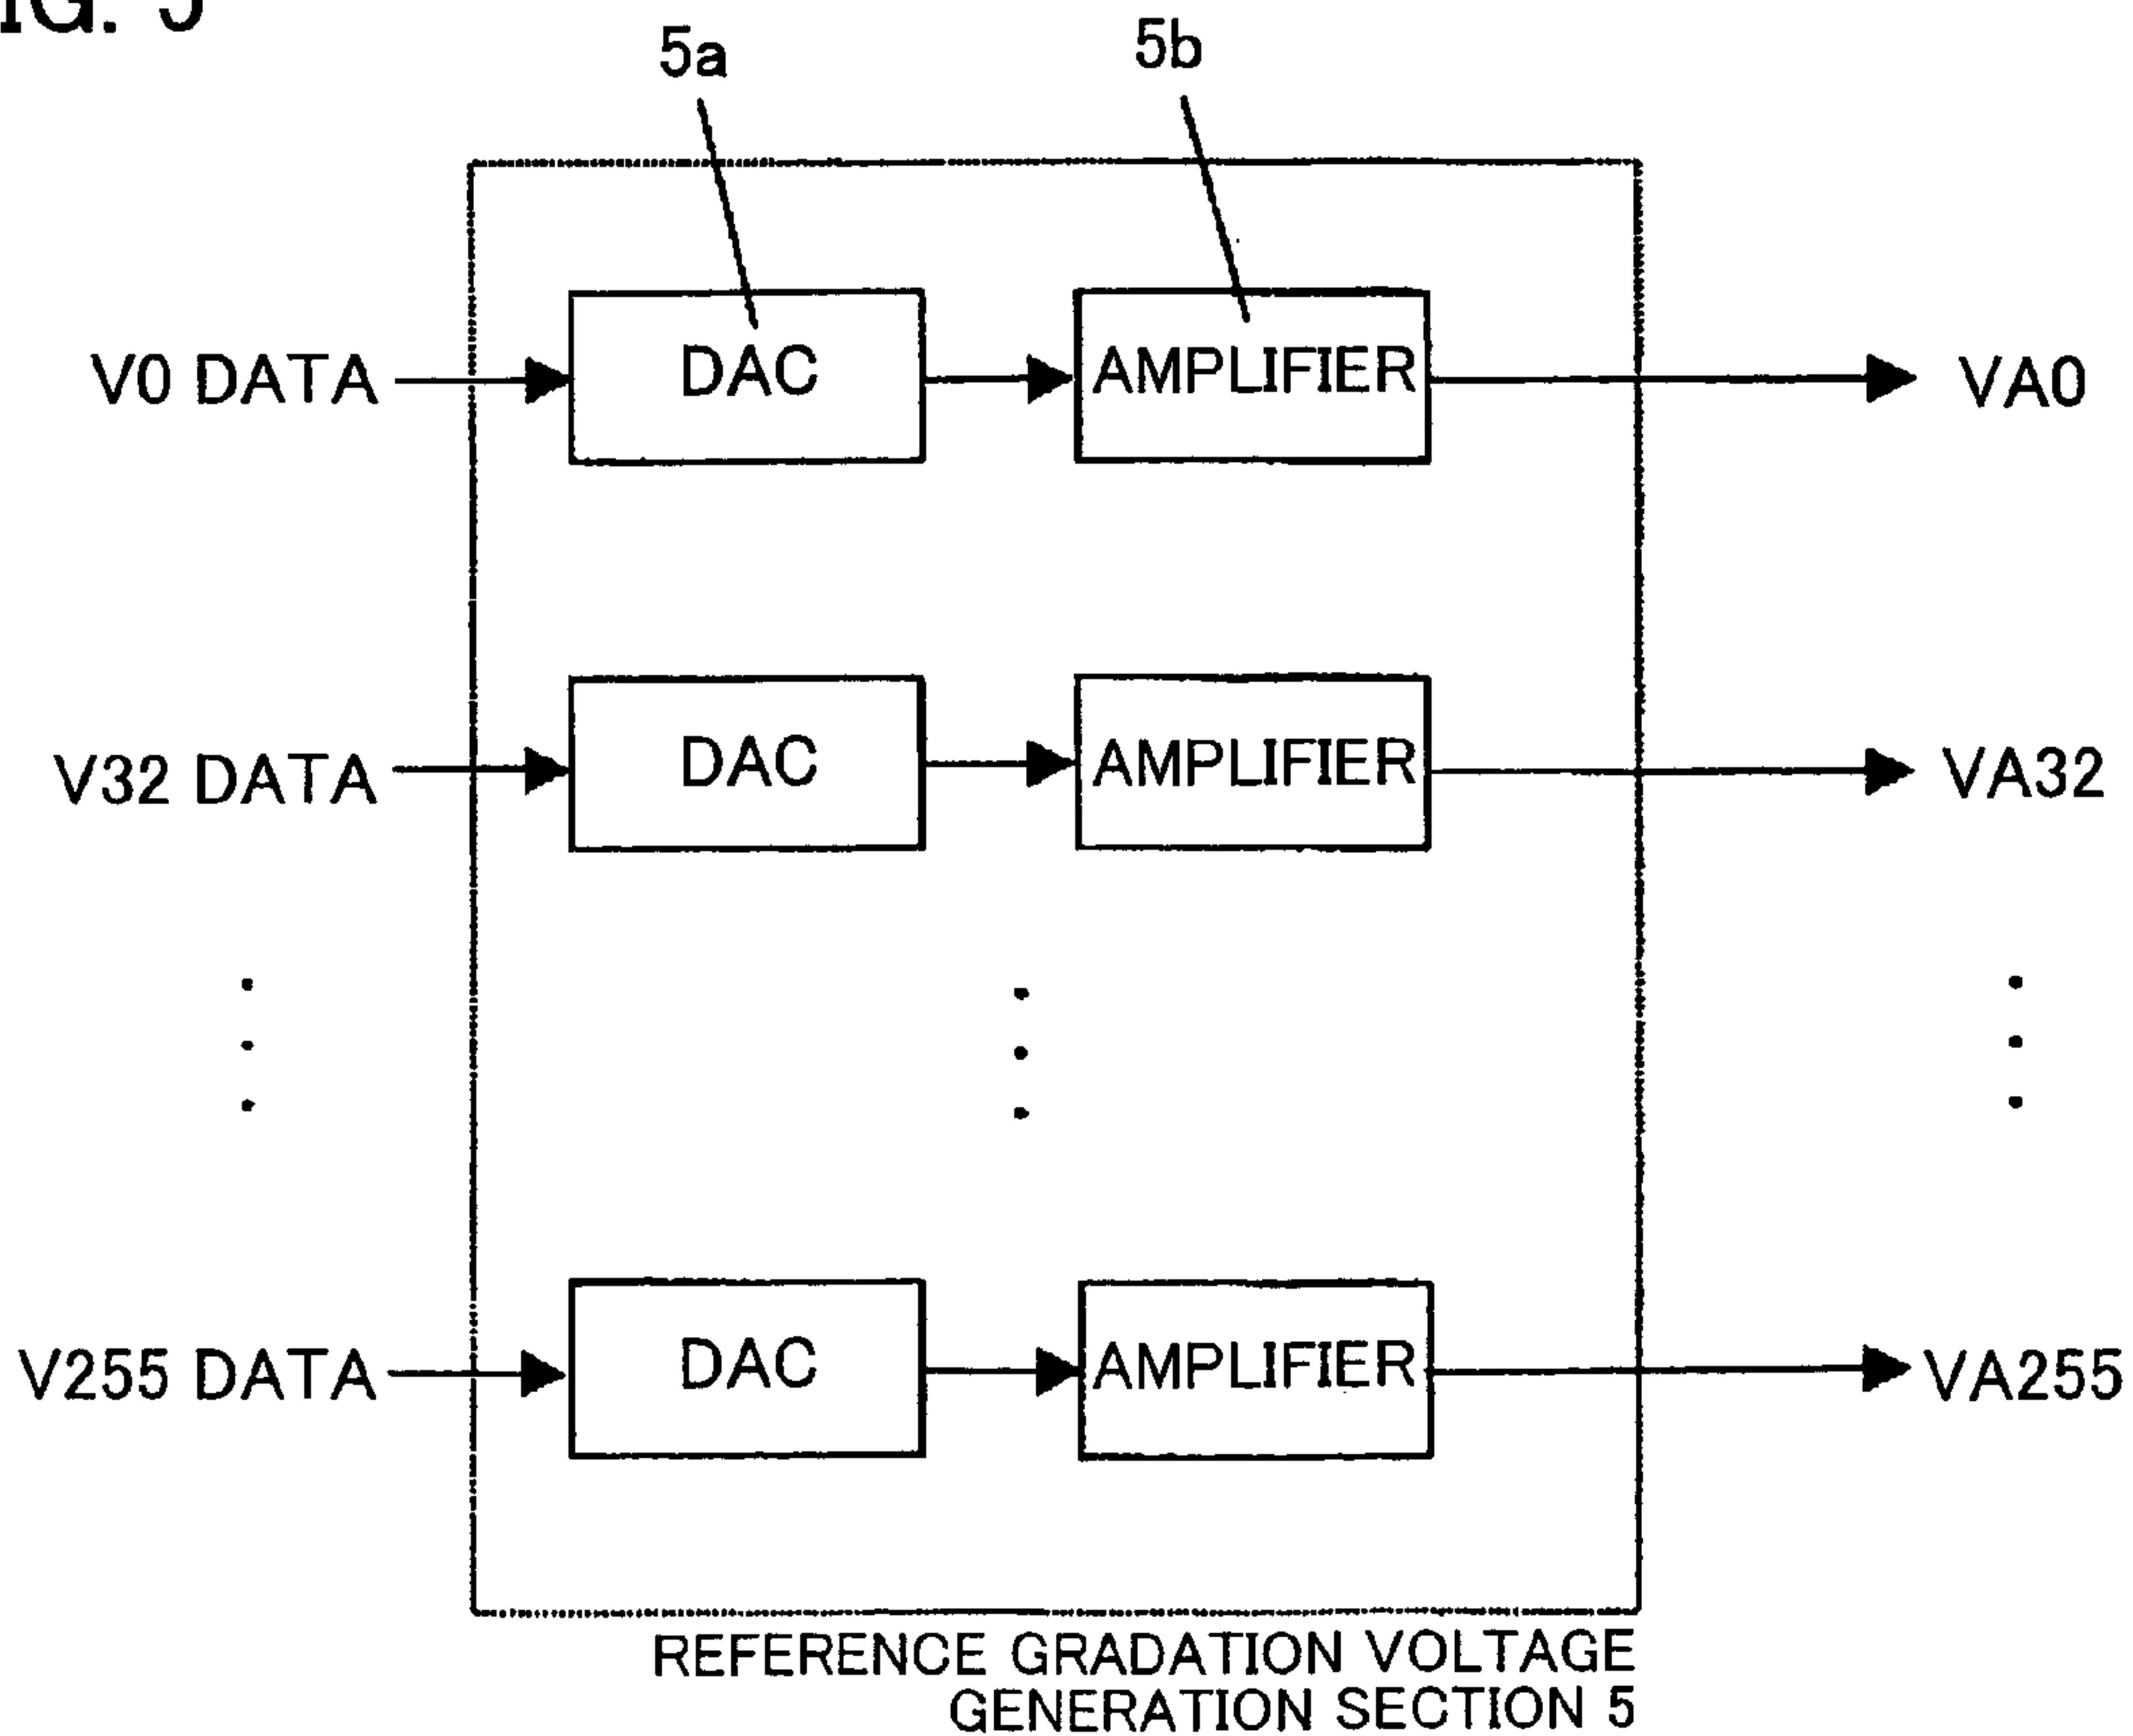 5a 5b
V0 DATA DAC AMPLIFIER VA0
V32 DATA DAC AMPLIFIER VA32
V255 DATA DAC AMPLIFIER VA255
REFERENCE GRADATION VOLTAGE
GENERATION SECTION 5